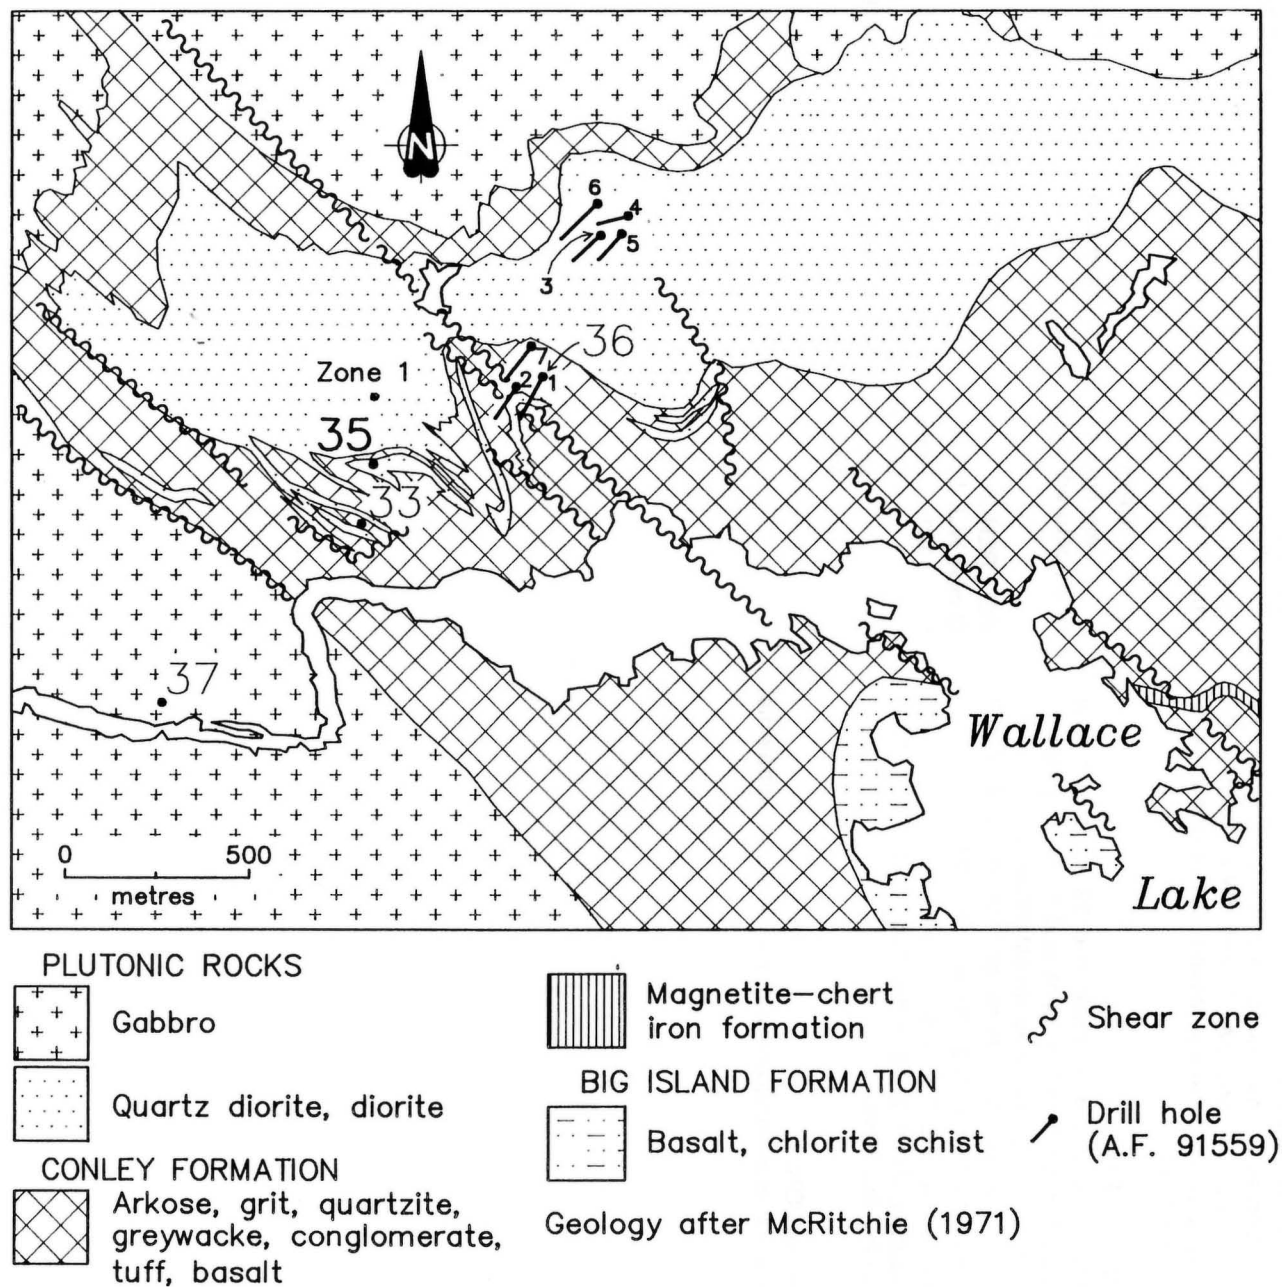 N
6
4
5
3
36
7
2
1
Zone 1
35
33
37
Wallace
Lake
0 500
metres
PLUTONIC ROCKS
Gabbro
Quartz diorite, diorite
CONLEY FORMATION
Arkose, grit, quartzite,
greywacke, conglomerate,
tuff, basalt
Magnetite–chert
iron formation
BIG ISLAND FORMATION
Basalt, chlorite schist
Geology after McRitchie (1971)
Shear zone
Drill hole
(A.F. 91559)